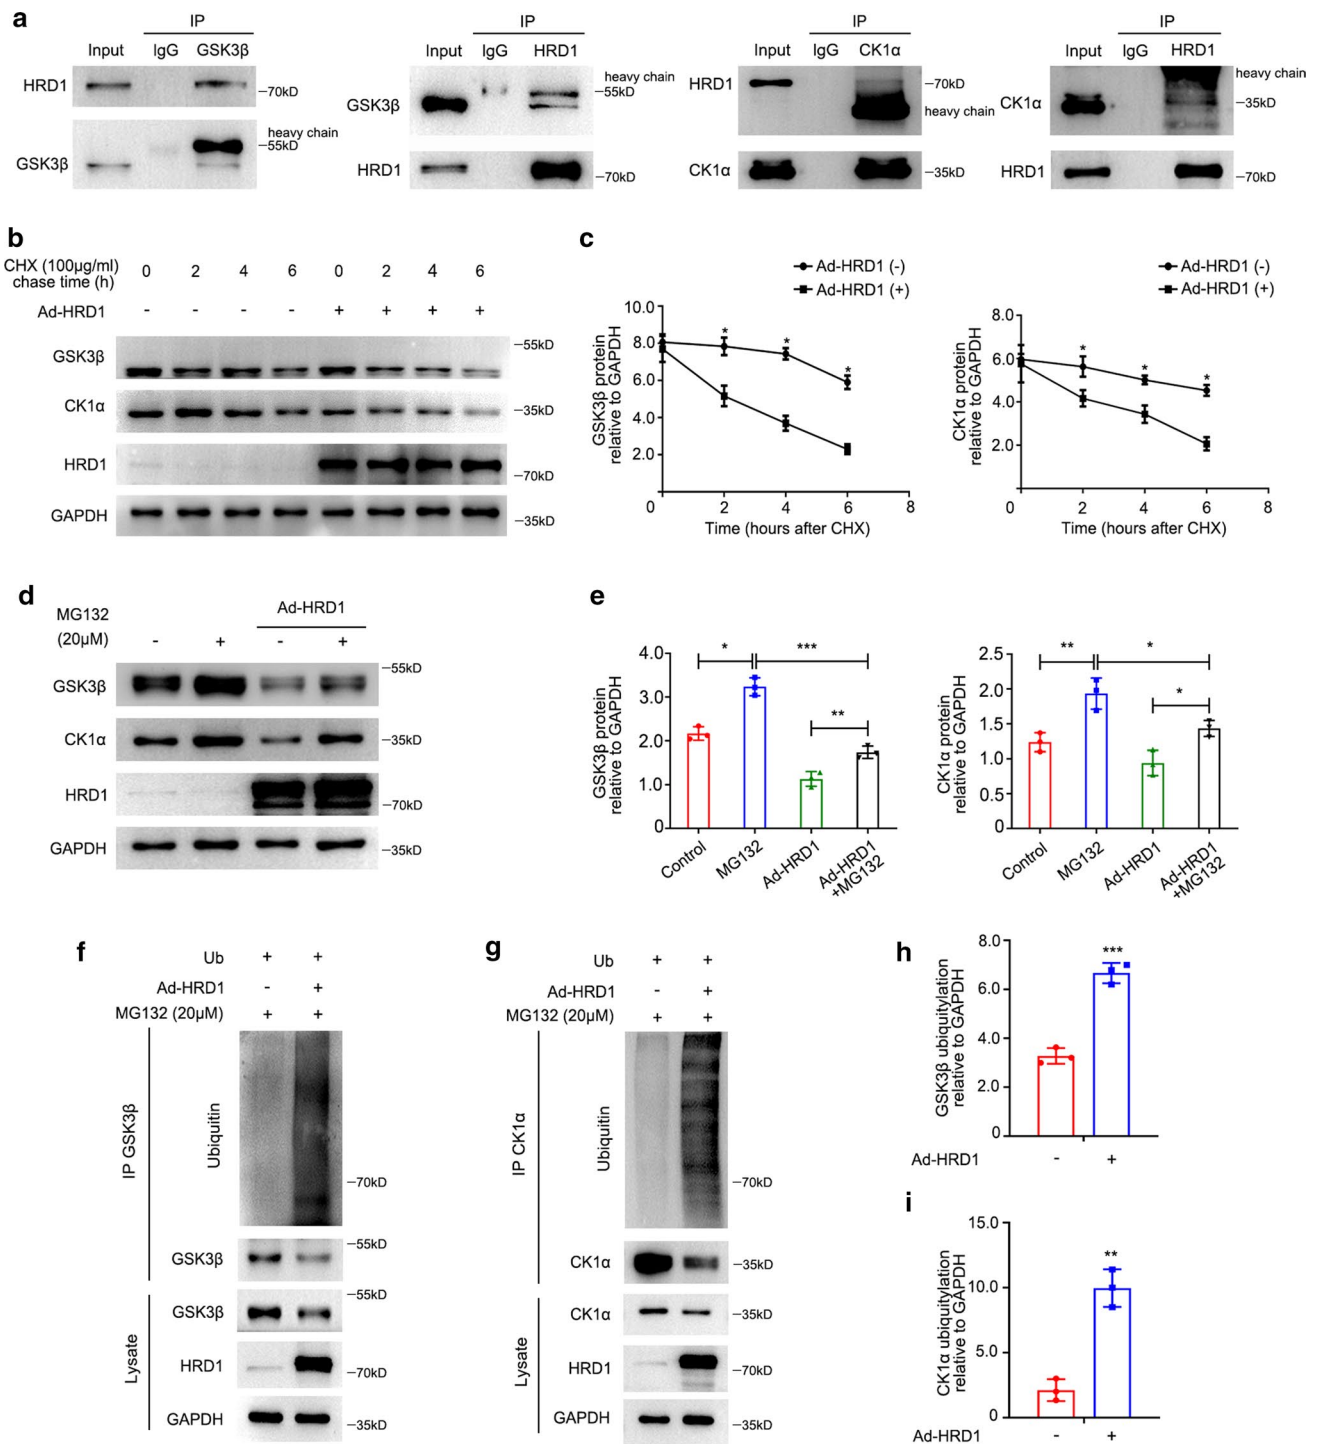 a
IP
Input IgG GSK3β
HRD1
–70kD
heavy chain
–55kD
GSK3β
IP
Input IgG HRD1
heavy chain
–55kD
GSK3β
HRD1
–70kD
IP
Input IgG CK1α
HRD1
–70kD
heavy chain
CK1α
–35kD
IP
Input IgG HRD1
heavy chain
CK1α
–35kD
HRD1
–70kD
b
CHX (100μg/ml)
chase time (h)
0 2 4 6 0 2 4 6
Ad-HRD1 - - - - + + + +
GSK3β
–55kD
CK1α
–35kD
HRD1
–70kD
GAPDH
–35kD
c
Ad-HRD1 (-)
Ad-HRD1 (+)
GSK3β protein
relative to GAPDH
10.0
8.0
6.0
4.0
2.0
* * *
0 2 4 6 8
Time (hours after CHX)
Ad-HRD1 (-)
Ad-HRD1 (+)
CK1α protein
relative to GAPDH
8.0
6.0
4.0
2.0
* * *
0 2 4 6 8
Time (hours after CHX)
d
Ad-HRD1
MG132
(20μM) - + - +
GSK3β
–55kD
CK1α
–35kD
HRD1
–70kD
GAPDH
–35kD
e
GSK3β protein
relative to GAPDH
4.0
3.0
2.0
1.0
0
* ***
**
Control
MG132
Ad-HRD1
Ad-HRD1
+MG132
CK1α protein
relative to GAPDH
2.5
2.0
1.5
1.0
0.5
0
** *
*
Control
MG132
Ad-HRD1
Ad-HRD1
+MG132
f
Ub + +
Ad-HRD1 - +
MG132 (20μM) + +
IP GSK3β
Ubiquitin
–70kD
GSK3β
–55kD
Lysate
GSK3β
–55kD
HRD1
–70kD
GAPDH
–35kD
g
Ub + +
Ad-HRD1 - +
MG132 (20μM) + +
IP CK1α
Ubiquitin
–70kD
CK1α
–35kD
Lysate
CK1α
–35kD
HRD1
–70kD
GAPDH
–35kD
h
GSK3β ubiquitylation
relative to GAPDH
8.0
6.0
4.0
2.0
0
***
Ad-HRD1 - +
i
CK1α ubiquitylation
relative to GAPDH
15.0
10.0
5.0
0
**
Ad-HRD1 - +